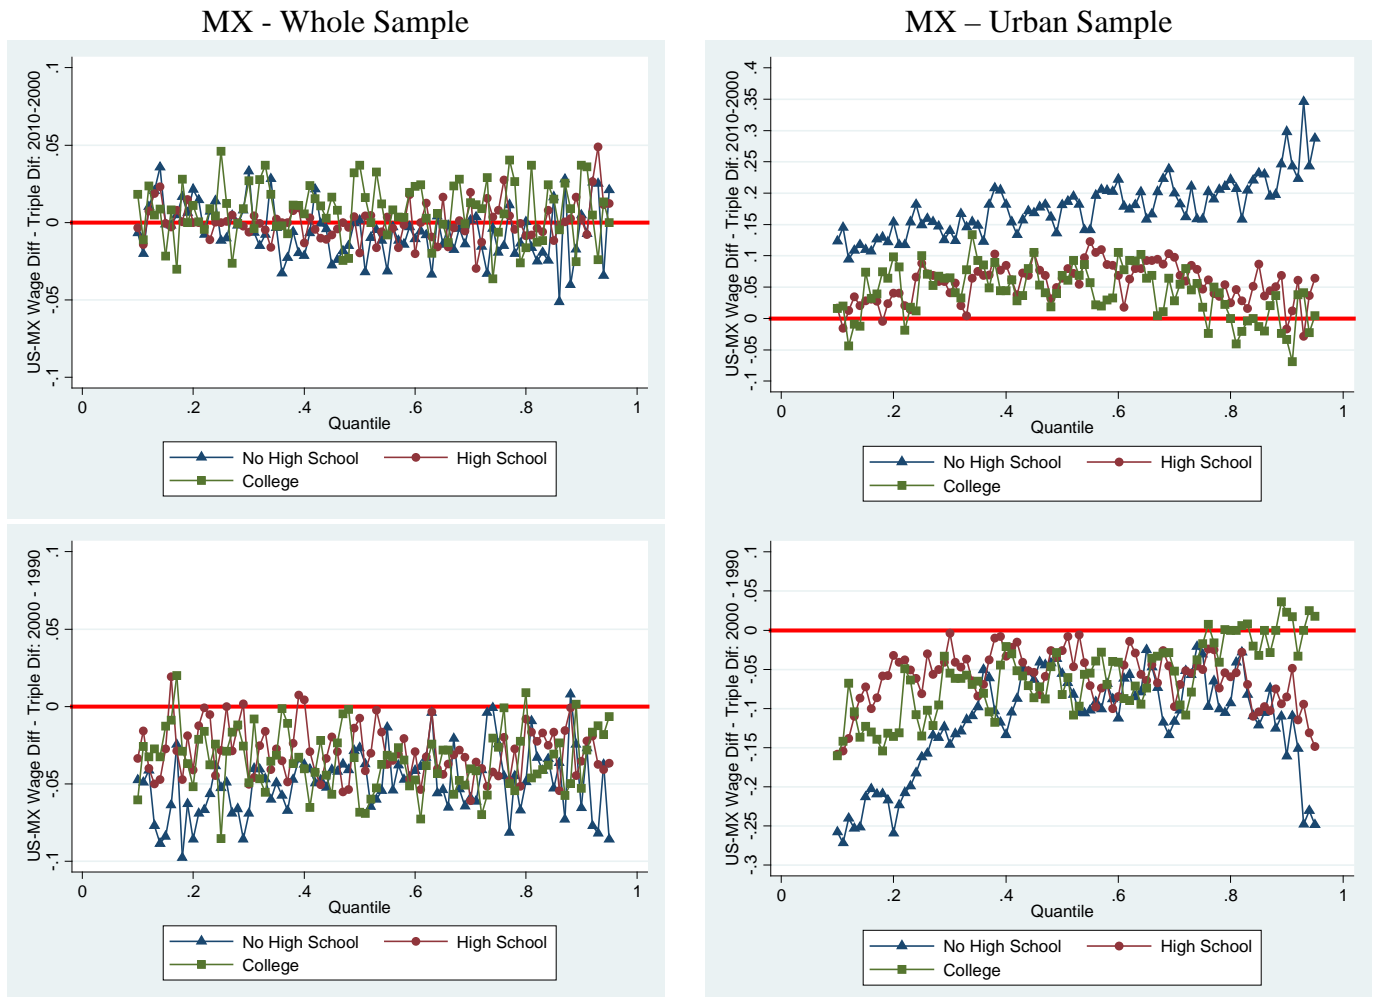 MX - Whole Sample
MX – Urban Sample
US-MX Wage Diff - Triple Dif: 2010-2000
.1
.05
0
-.05
-.1
0 .2 .4 .6 .8 1
Quantile
No High School High School
College
US-MX Wage Diff - Triple Dif: 2010-2000
.4
.35
.3
.25
.2
.15
.1
.05
0
-.05
-.1
0 .2 .4 .6 .8 1
Quantile
No High School High School
College
US-MX Wage Diff - Triple Dif: 2000 - 1990
.1
.05
0
-.05
-.1
0 .2 .4 .6 .8 1
Quantile
No High School High School
College
US-MX Wage Diff - Triple Dif: 2000 - 1990
.1
.05
0
-.05
-.1
-.15
-.2
-.25
-.3
0 .2 .4 .6 .8 1
Quantile
No High School High School
College